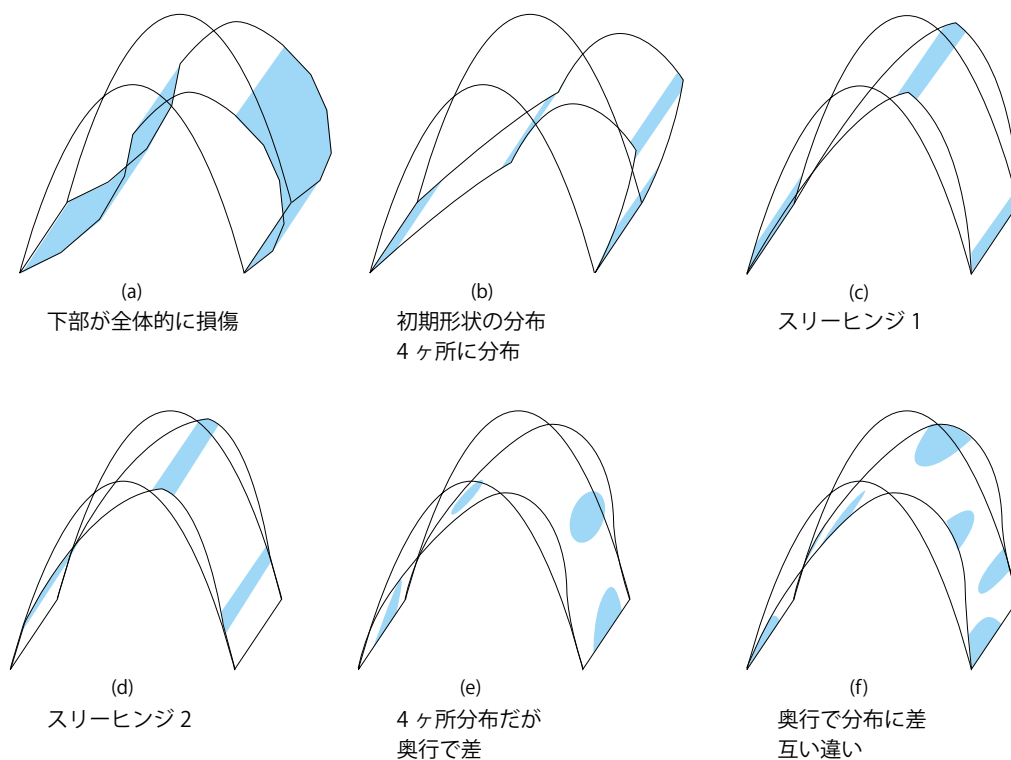 (a)
下部が全体的に損傷
(b)
初期形状の分布
4 ヶ所に分布
(c)
スリーヒンジ 1
(d)
スリーヒンジ 2
(e)
4 ヶ所分布だが
奥行で差
(f)
奥行で分布に差
互い違い